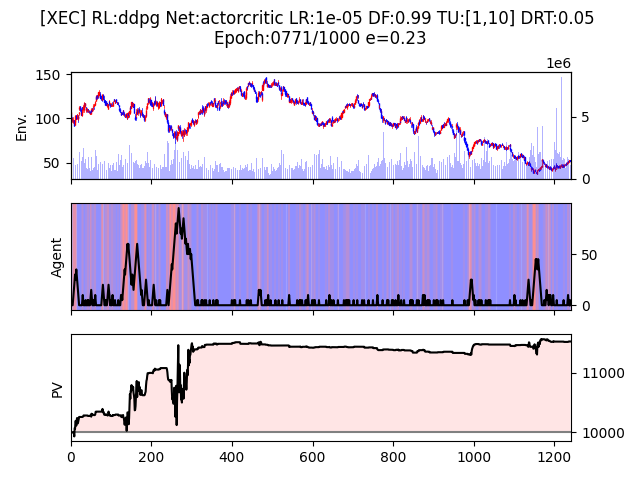 [XEC] RL:ddpg Net:actorcritic LR:1e-05 DF:0.99 TU:[1,10] DRT:0.05
Epoch:0771/1000 e=0.23
1e6
150
100
50
Env.
5
0
Agent
50
0
PV
11000
10000
0 200 400 600 800 1000 1200